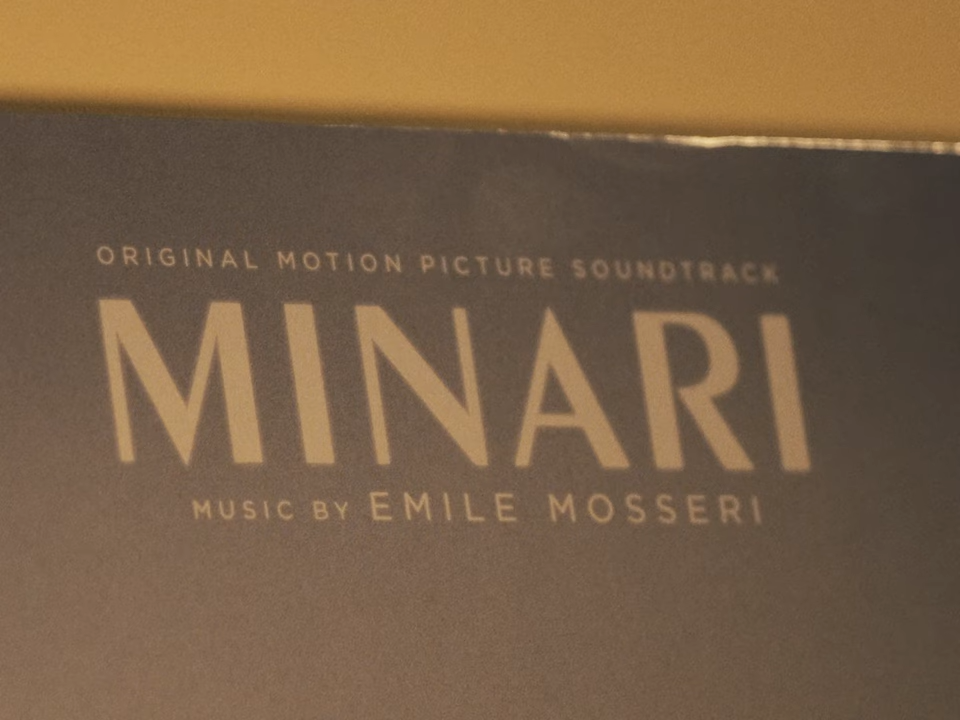 ORIGINAL MOTION PICTURE SOUNDTRACK
MINARI
MUSIC BY EMILE MOSSERI